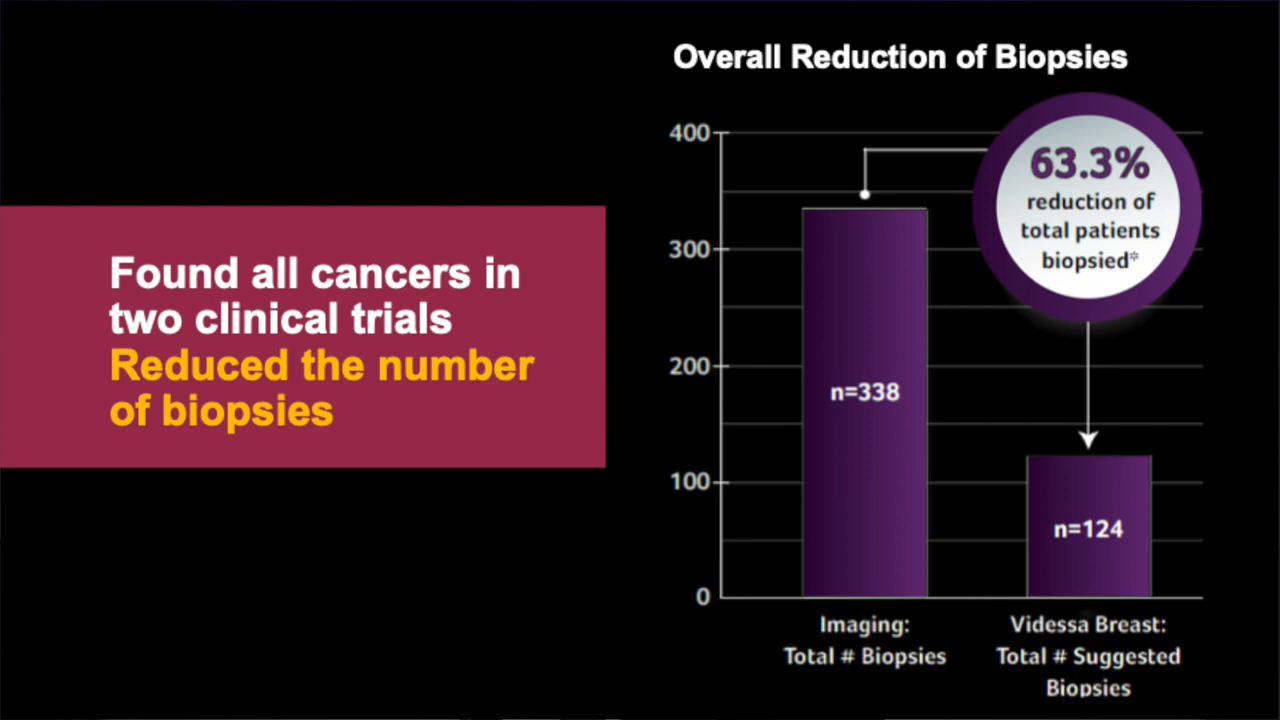 Overall Reduction of Biopsies
Found all cancers in
two clinical trials
Reduced the number
of biopsies
400
300
200
100
0
63.3%
reduction of
total patients
biopsied*
n=338
n=124
Imaging:
Total # Biopsies
Videssa Breast:
Total # Suggested
Biopsies